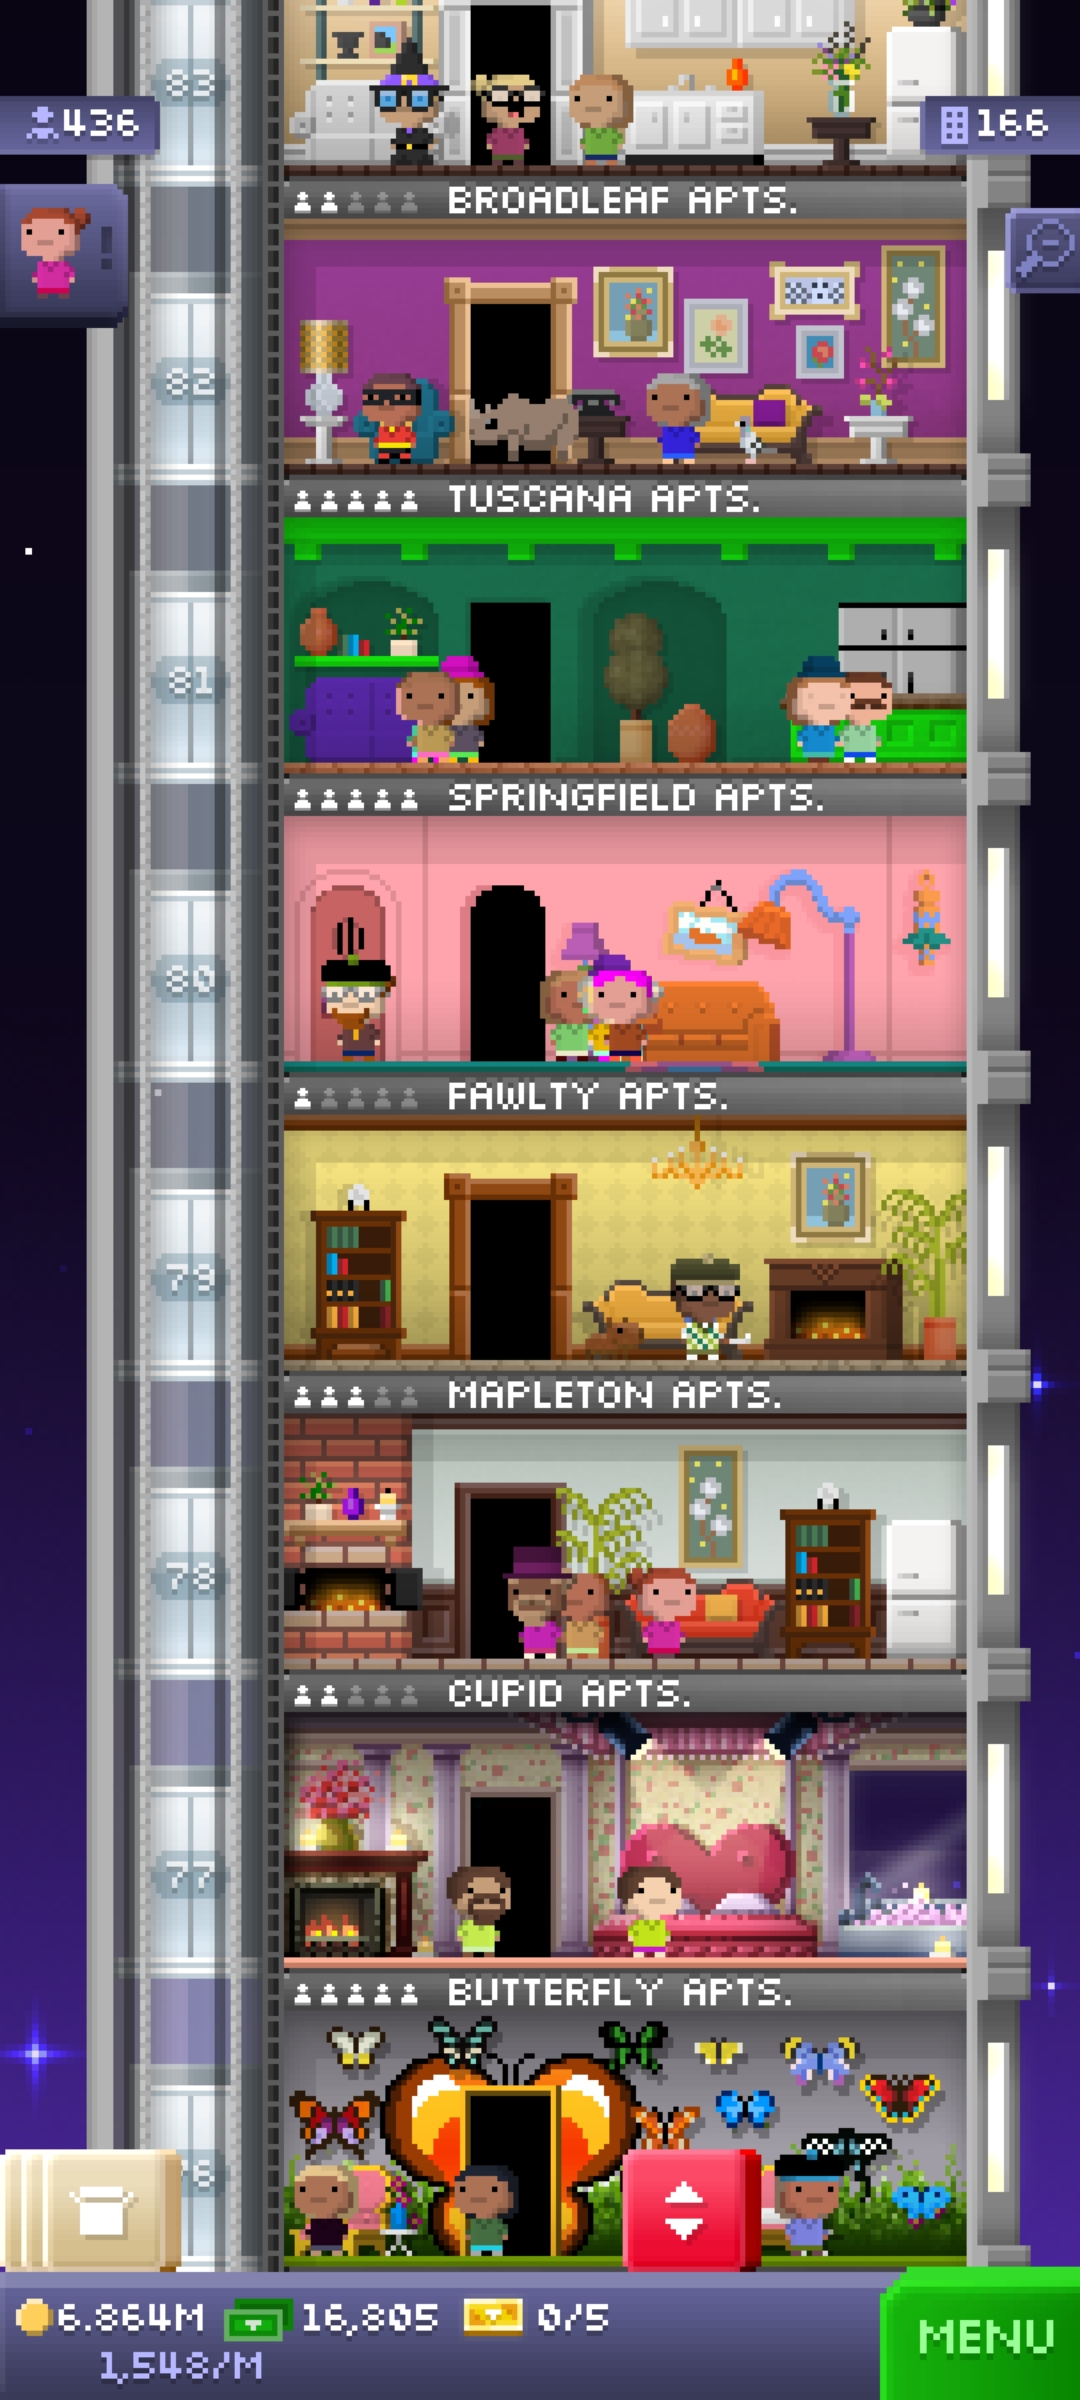 83
436
166
!
BROADLEAF APTS.
82
TUSCANA APTS.
81
SPRINGFIELD APTS.
80
FAWLTY APTS.
79
MAPLETON APTS.
78
CUPID APTS.
77
BUTTERFLY APTS.
6.864M 16,805 0/5
MENU
1,548/M